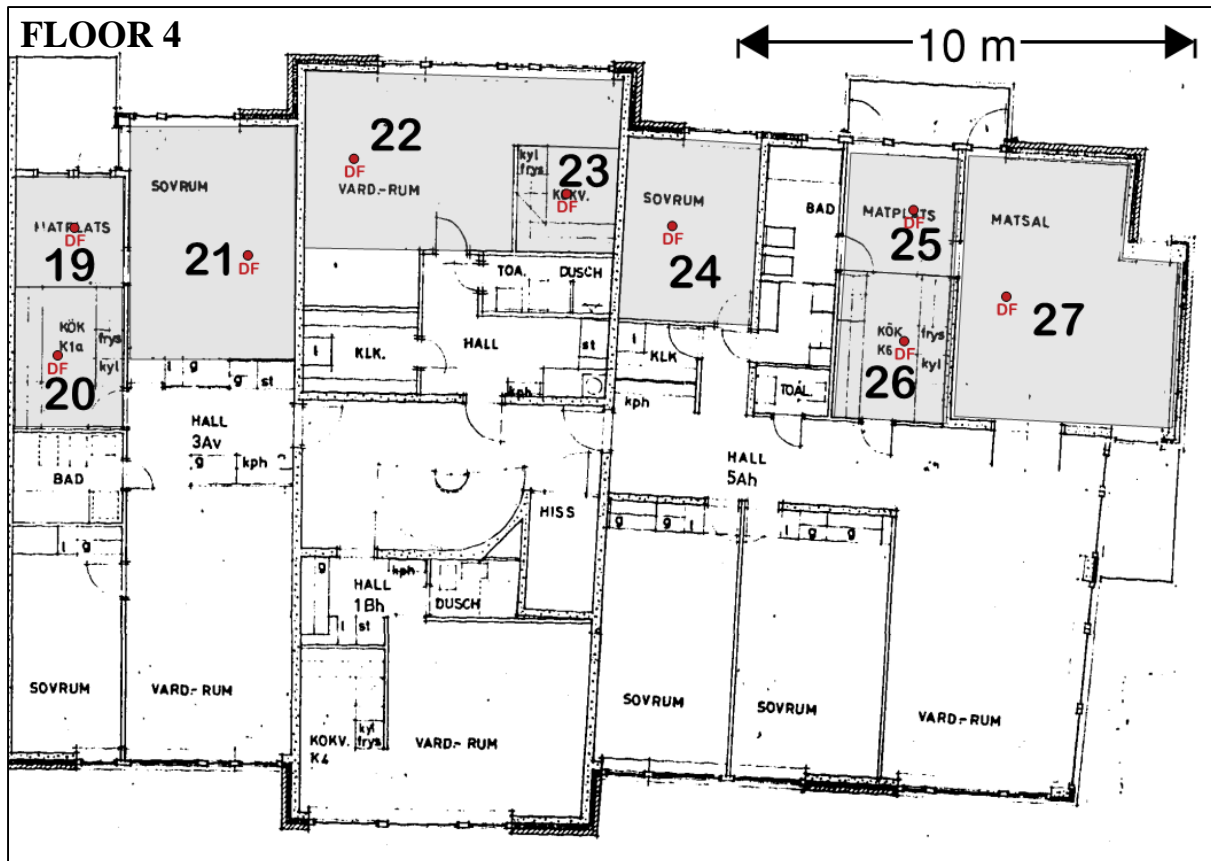 FLOOR 4
10 m
22
DF
VARD.-RUM
kyl
frys
23
KOKV.
DF
SOVRUM
21
DF
MATPLATS
DF
19
KÖK
K1a
frys
kyl
DF
20
SOVRUM
DF
24
BAD
MATPLATS
DF
25
MATSAL
DF
27
KÖK
K6
frys
kyl
DF
26
TOA.
DUSCH
HALL
st
kph
l
KLK.
l
g
g
st
HALL
3Av
g
kph
BAD
l
g
SOVRUM
VARD.-RUM
l
KLK
kph
TOAL.
HALL
5Ah
HISS
g
kph
HALL
1Bh
l
st
DUSCH
kyl
frys
KOKV.
K4
VARD.-RUM
g
g
l
l
g
g
SOVRUM
SOVRUM
VARD.-RUM